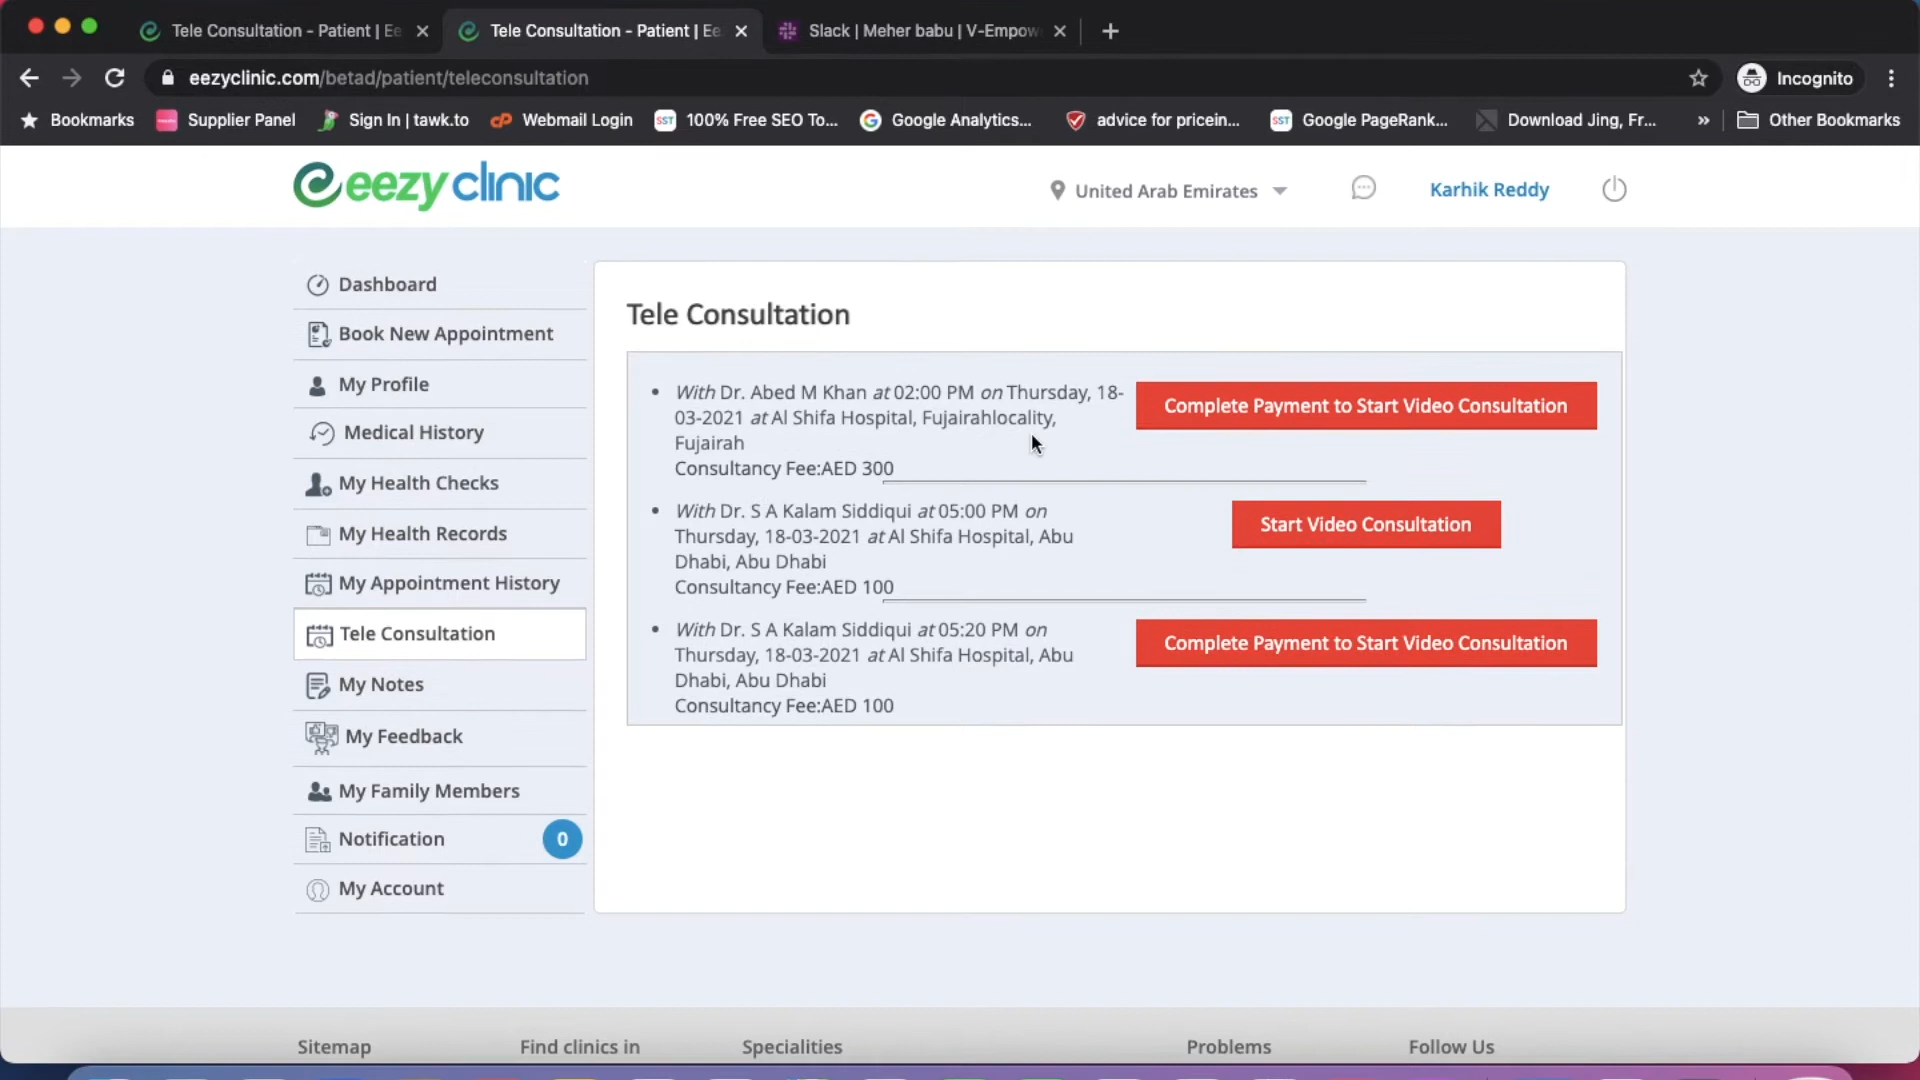 Tele Consultation - Patient | Ee
Tele Consultation - Patient | Ee
Slack | Meher babu | V-Empow
eezyclinic.com/betad/patient/teleconsultation
Incognito
Bookmarks
Supplier Panel
Sign In | tawk.to
Webmail Login
100% Free SEO To...
Google Analytics...
advice for pricein...
Google PageRank...
Download Jing, Fr...
»
Other Bookmarks
eezy clinic
United Arab Emirates
Karhik Reddy
Dashboard
Book New Appointment
My Profile
Medical History
My Health Checks
My Health Records
My Appointment History
Tele Consultation
My Notes
My Feedback
My Family Members
Notification 0
My Account
Tele Consultation
With Dr. Abed M Khan at 02:00 PM on Thursday, 18-
03-2021 at Al Shifa Hospital, Fujairahlocality,
Fujairah
Consultancy Fee:AED 300
Complete Payment to Start Video Consultation
With Dr. S A Kalam Siddiqui at 05:00 PM on
Thursday, 18-03-2021 at Al Shifa Hospital, Abu
Dhabi, Abu Dhabi
Consultancy Fee:AED 100
Start Video Consultation
With Dr. S A Kalam Siddiqui at 05:20 PM on
Thursday, 18-03-2021 at Al Shifa Hospital, Abu
Dhabi, Abu Dhabi
Consultancy Fee:AED 100
Complete Payment to Start Video Consultation
Sitemap
Find clinics in
Specialities
Problems
Follow Us